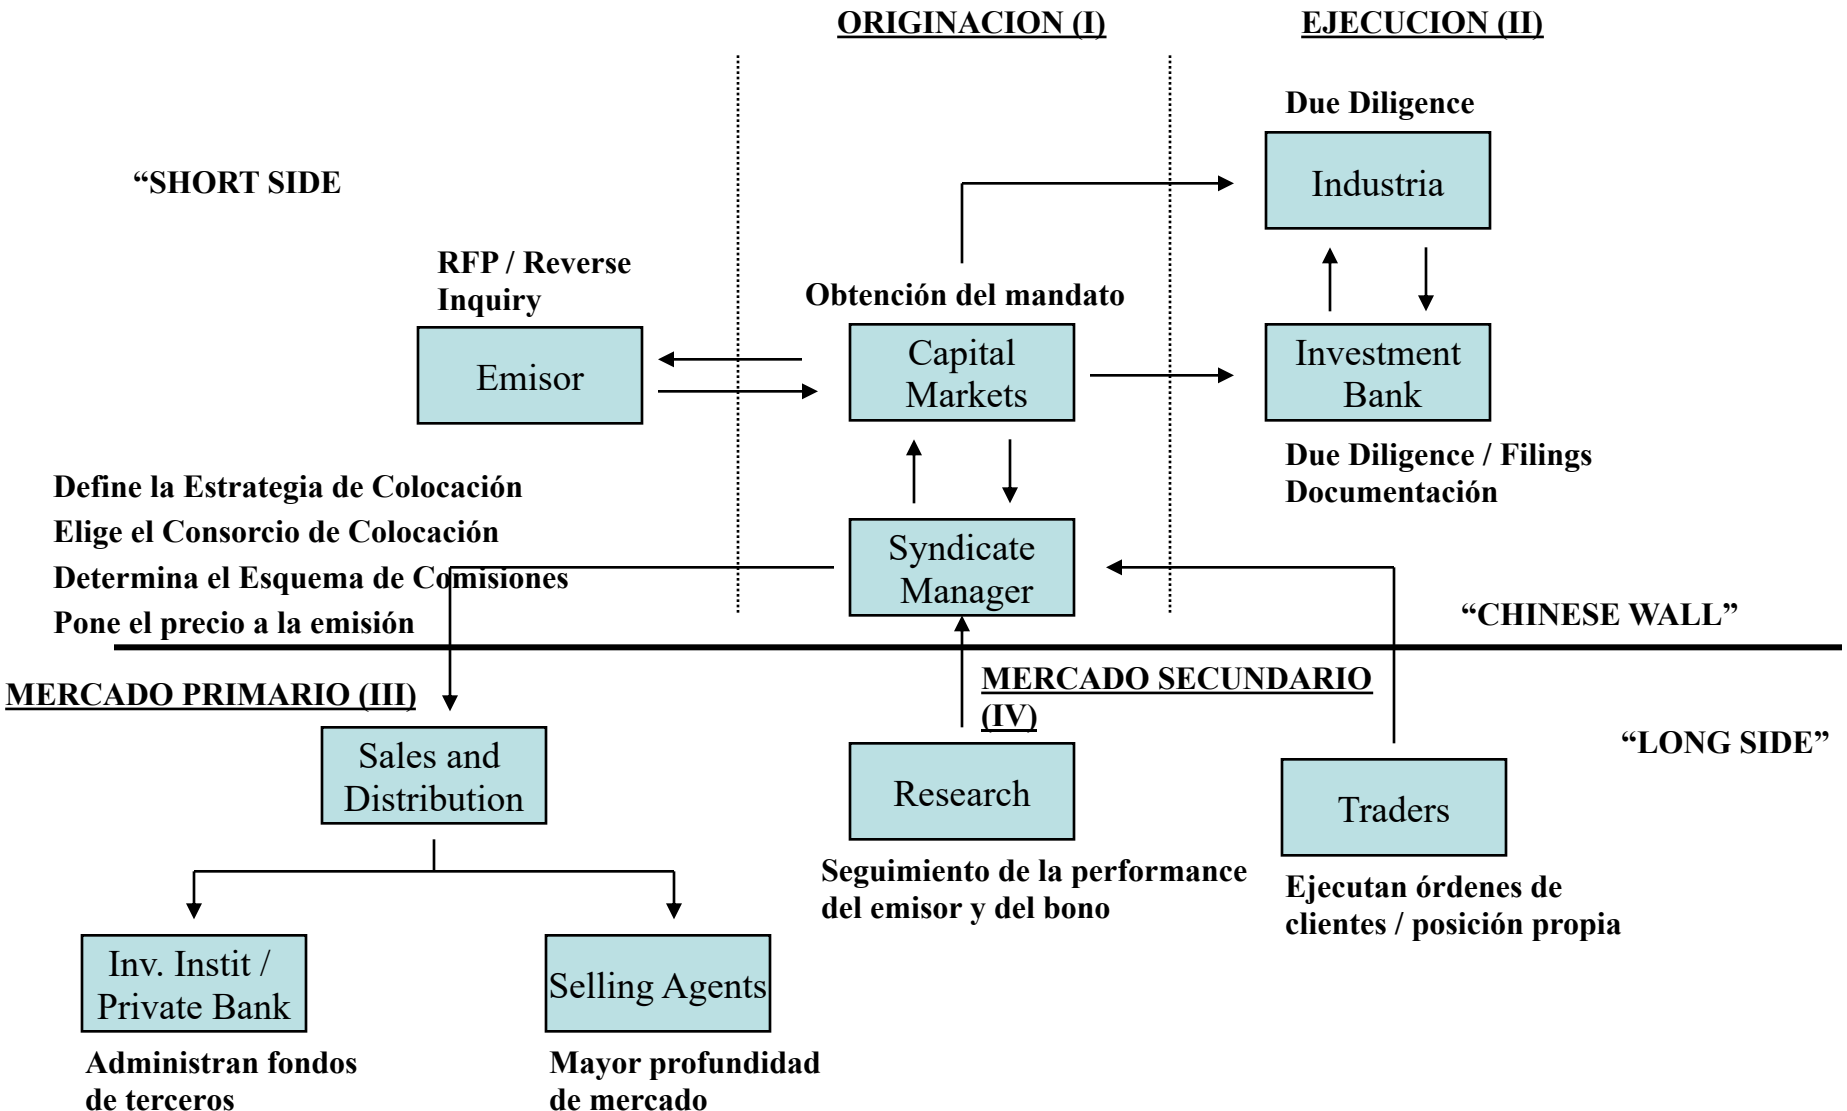 ORIGINACION (I)
EJECUCION (II)
Due Diligence
Industria
“SHORT SIDE
RFP / Reverse
Inquiry
Obtención del mandato
Emisor
Capital
Markets
Investment
Bank
Due Diligence / Filings
Documentación
Define la Estrategia de Colocación
Elige el Consorcio de Colocación
Determina el Esquema de Comisiones
Pone el precio a la emisión
Syndicate
Manager
“CHINESE WALL”
MERCADO PRIMARIO (III)
MERCADO SECUNDARIO
(IV)
“LONG SIDE”
Sales and
Distribution
Research
Traders
Seguimiento de la performance
del emisor y del bono
Ejecutan órdenes de
clientes / posición propia
Inv. Instit /
Private Bank
Selling Agents
Administran fondos
de terceros
Mayor profundidad
de mercado